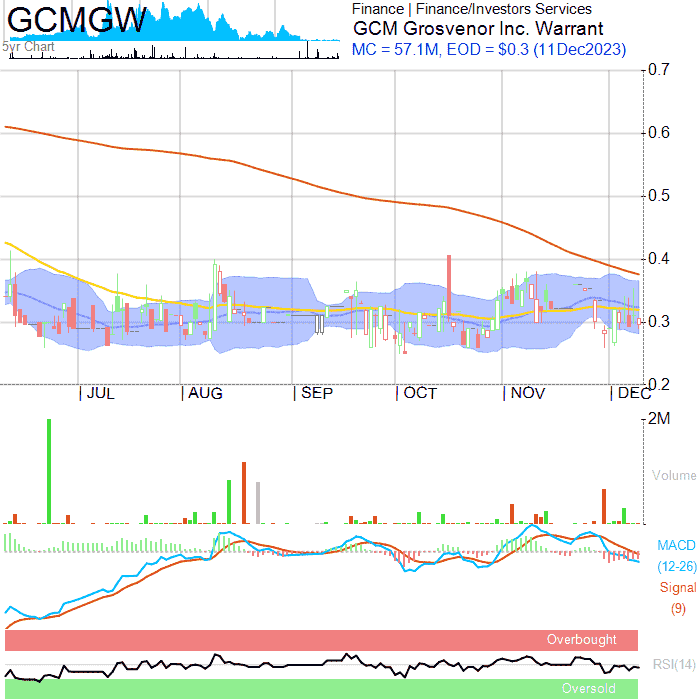 GCMGW
5yr Chart
Finance | Finance/Investors Services
GCM Grosvenor Inc. Warrant
MC = 57.1M, EOD = $0.3 (11Dec2023)
0.7
0.6
0.5
0.4
0.3
0.2
JUL
AUG
SEP
OCT
NOV
DEC
2M
Volume
MACD
(12-26)
Signal
(9)
Overbought
RSI(14)
Oversold